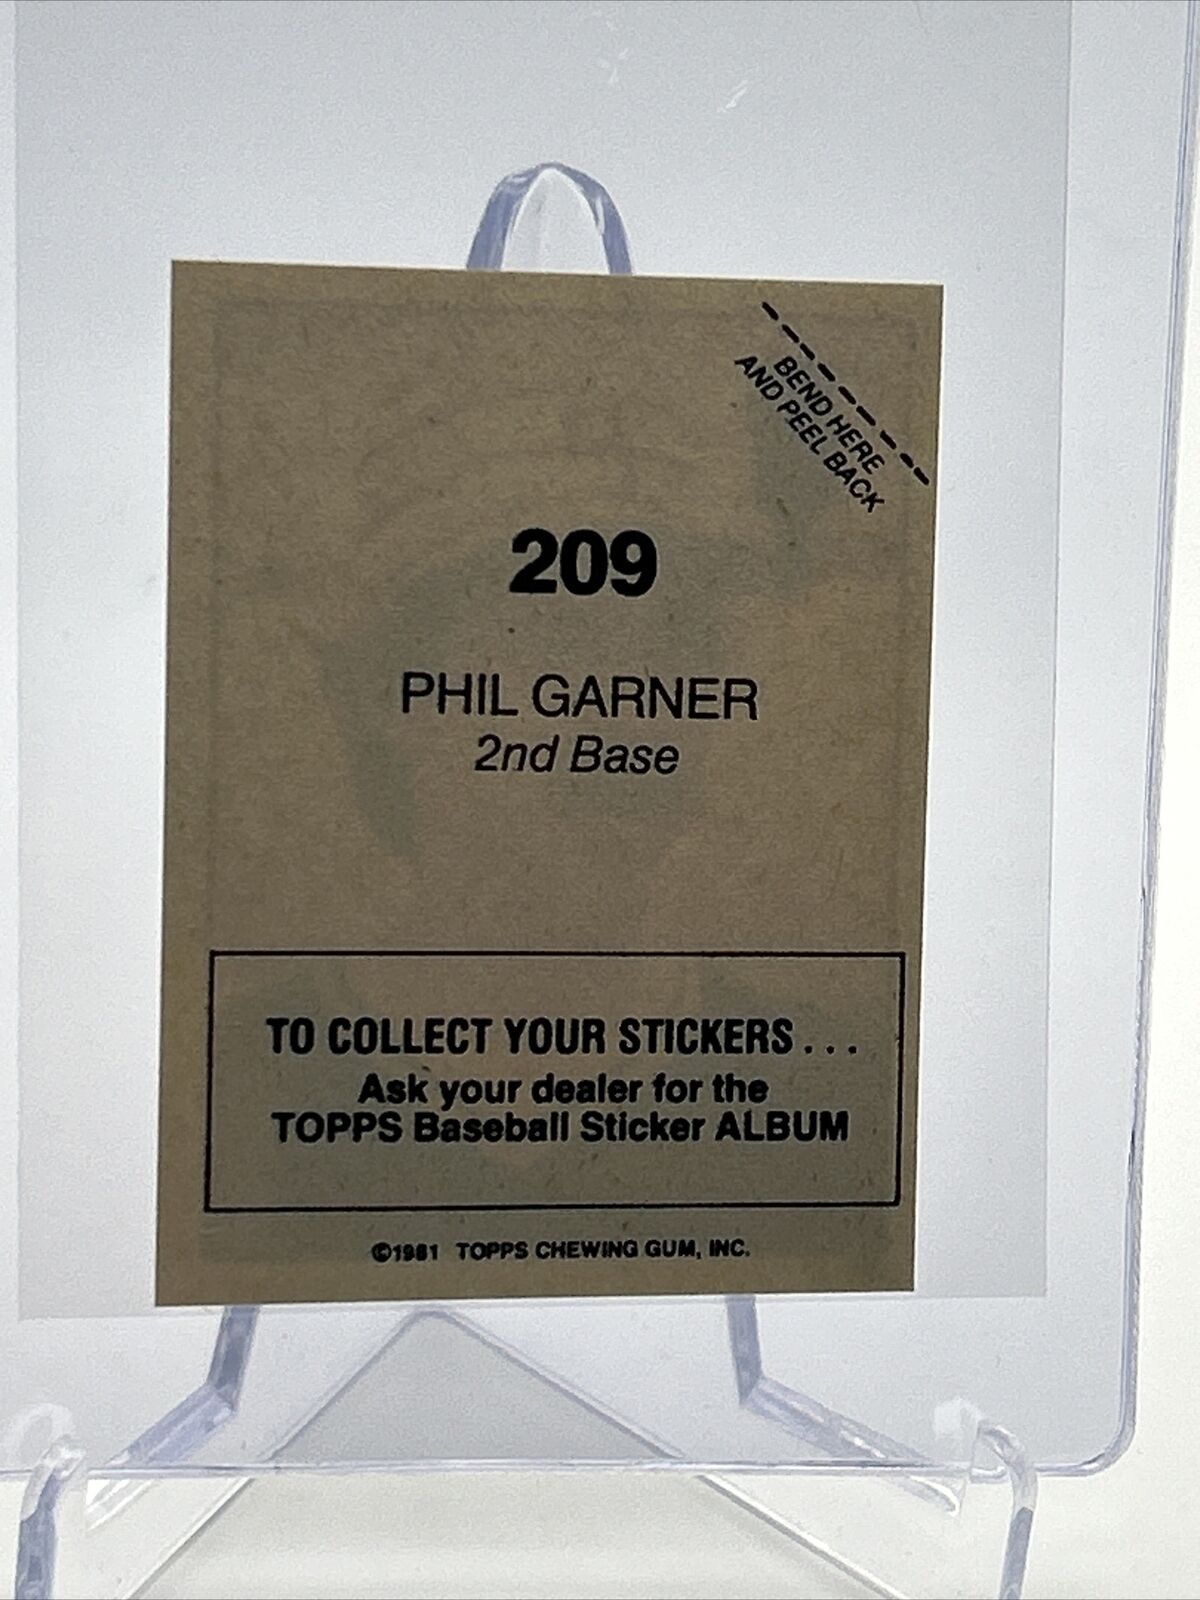 BEND HERE
AND PEEL BACK
209
PHIL GARNER
2nd Base
TO COLLECT YOUR STICKERS . . .
Ask your dealer for the
TOPPS Baseball Sticker ALBUM
©1981 TOPPS CHEWING GUM, INC.